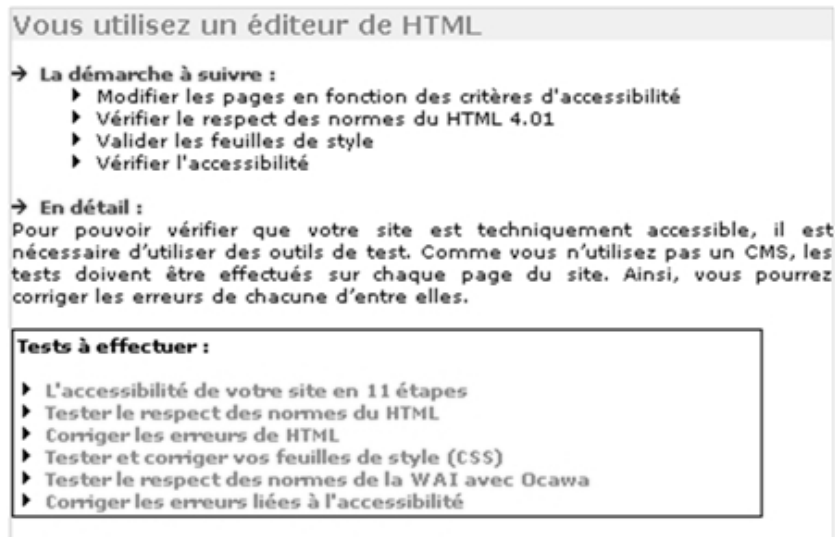 Vous utilisez un éditeur de HTML
→ La démarche à suivre :
Modifier les pages en fonction des critères d'accessibilité
Vérifier le respect des normes du HTML 4.01
Valider les feuilles de style
Vérifier l'accessibilité
→ En détail :
Pour pouvoir vérifier que votre site est techniquement accessible, il est
nécessaire d’utiliser des outils de test. Comme vous n’utilisez pas un CMS, les
tests doivent être effectués sur chaque page du site. Ainsi, vous pourrez
corriger les erreurs de chacune d’entre elles.
Tests à effectuer :
L'accessibilité de votre site en 11 étapes
Tester le respect des normes du HTML
Corriger les erreurs de HTML
Tester et corriger vos feuilles de style (CSS)
Tester le respect des normes de la WAI avec Ocawa
Corriger les erreurs liées à l'accessibilité